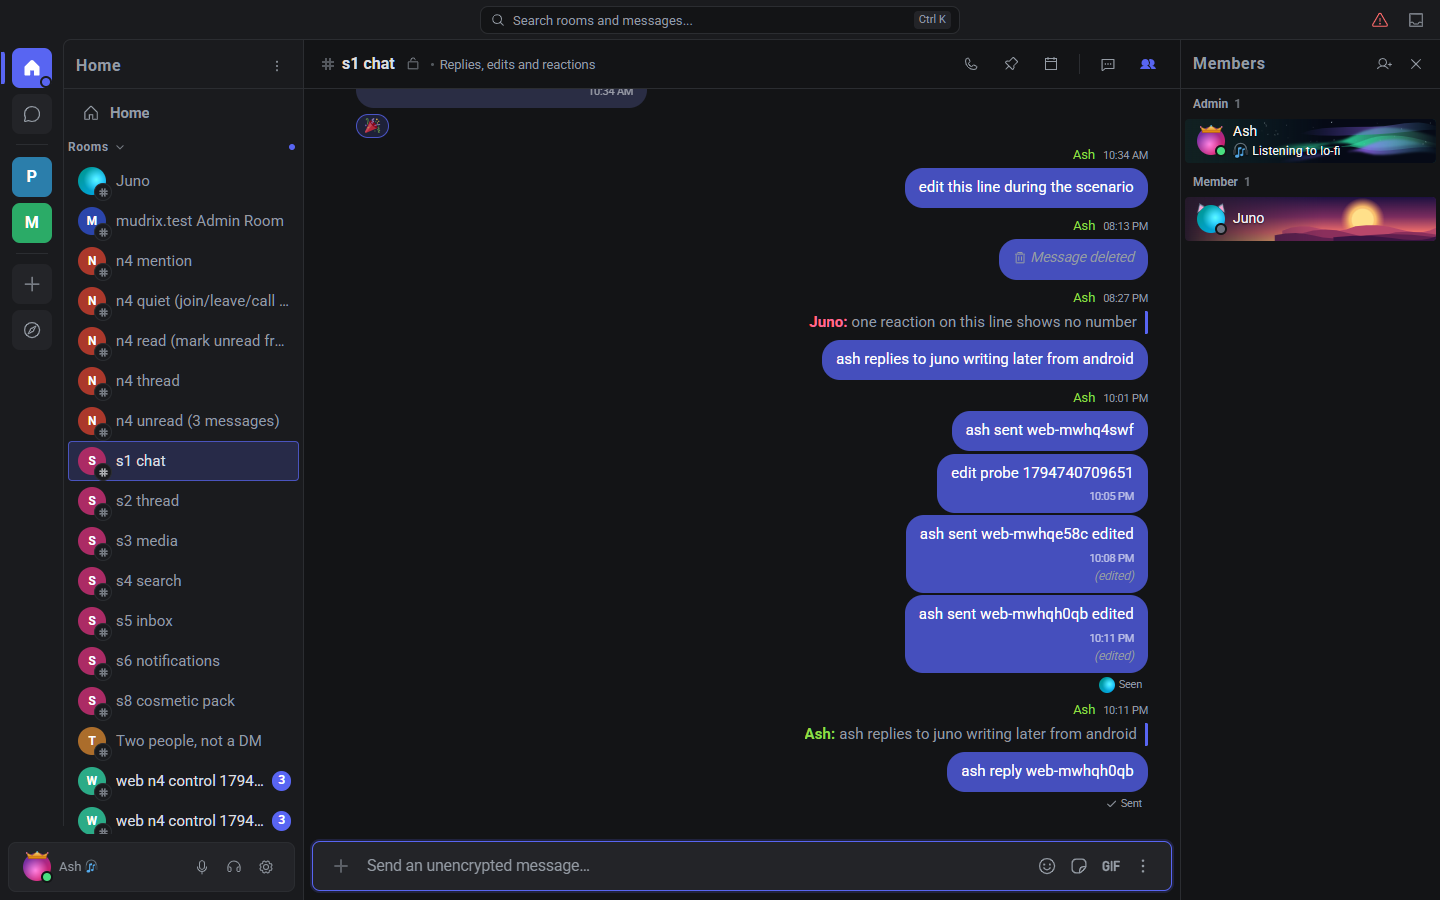 Search rooms and messages...
Ctrl K
P
M
Home
Home
Rooms
Juno
M
mudrix.test Admin Room
N
n4 mention
N
n4 quiet (join/leave/call ...
N
n4 read (mark unread fr...
N
n4 thread
N
n4 unread (3 messages)
S
s1 chat
S
s2 thread
S
s3 media
S
s4 search
S
s5 inbox
S
s6 notifications
S
s8 cosmetic pack
T
Two people, not a DM
W
web n4 control 1794...
3
W
web n4 control 1794...
3
Ash
s1 chat
• Replies, edits and reactions
10:34 AM
Ash 10:34 AM
edit this line during the scenario
Ash 08:13 PM
Message deleted
Ash 08:27 PM
Juno: one reaction on this line shows no number
ash replies to juno writing later from android
Ash 10:01 PM
ash sent web-mwhq4swf
edit probe 1794740709651
10:05 PM
ash sent web-mwhqe58c edited
10:08 PM
(edited)
ash sent web-mwhqh0qb edited
10:11 PM
(edited)
Seen
Ash 10:11 PM
Ash: ash replies to juno writing later from android
ash reply web-mwhqh0qb
Sent
Send an unencrypted message...
GIF
Members
Admin 1
Ash
Listening to lo-fi
Member 1
Juno